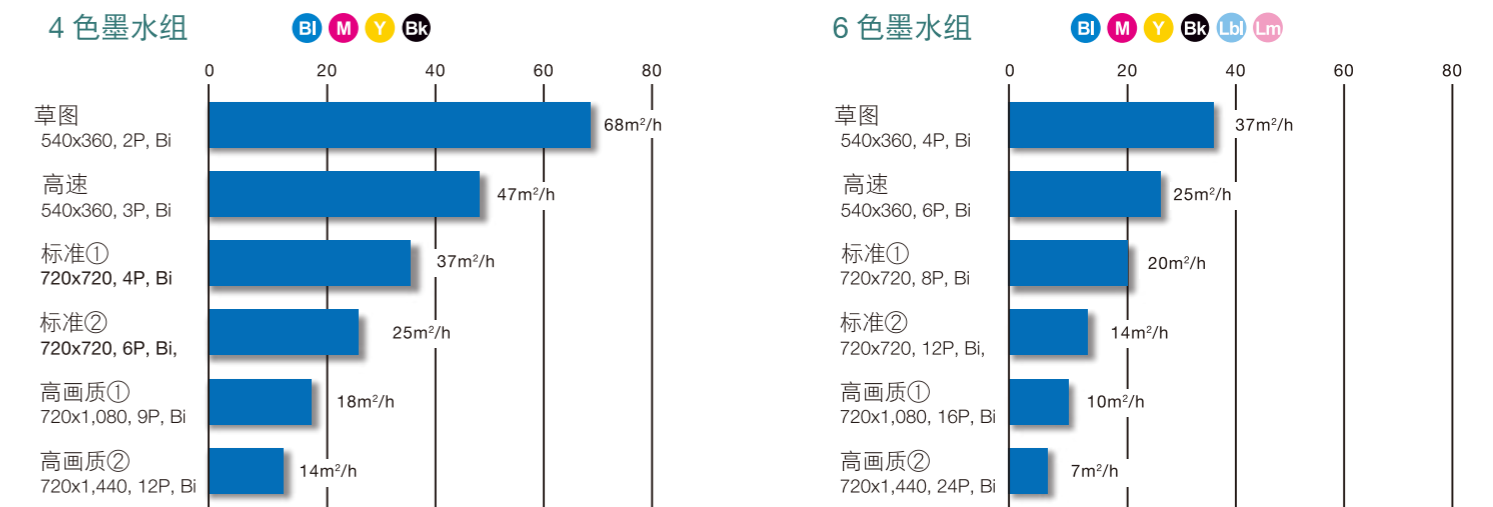 4 色墨水组 Bl M Y Bk
0 20 40 60 80
草图
540x360, 2P, Bi
68m²/h
高速
540x360, 3P, Bi
47m²/h
标准①
720x720, 4P, Bi
37m²/h
标准②
720x720, 6P, Bi,
25m²/h
高画质①
720x1,080, 9P, Bi
18m²/h
高画质②
720x1,440, 12P, Bi
14m²/h
6 色墨水组 Bl M Y Bk Lbl Lm
0 20 40 60 80
草图
540x360, 4P, Bi
37m²/h
高速
540x360, 6P, Bi
25m²/h
标准①
720x720, 8P, Bi
20m²/h
标准②
720x720, 12P, Bi,
14m²/h
高画质①
720x1,080, 16P, Bi
10m²/h
高画质②
720x1,440, 24P, Bi
7m²/h